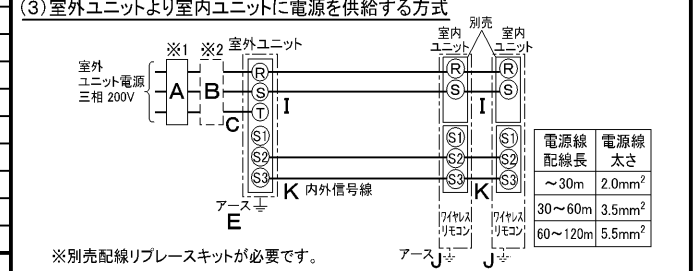 (3)室外ユニットより室内ユニットに電源を供給する方式
別売
※1 ※2 室外ユニット
室内
ユニット
室内
ユニット
室外
ユニット電源
三相 200V
A B C
R
S
T
S1
S2
S3
I
K 内外信号線
R
S
S1
S2
S3
I
K
R
S
S1
S2
S3
アース
E
ワイヤレス
リモコン
ワイヤレス
リモコン
アース J J
電源線
配線長
電源線
太さ
~30m 2.0mm²
30~60m 3.5mm²
60~120m 5.5mm²
※別売配線リプレースキットが必要です。